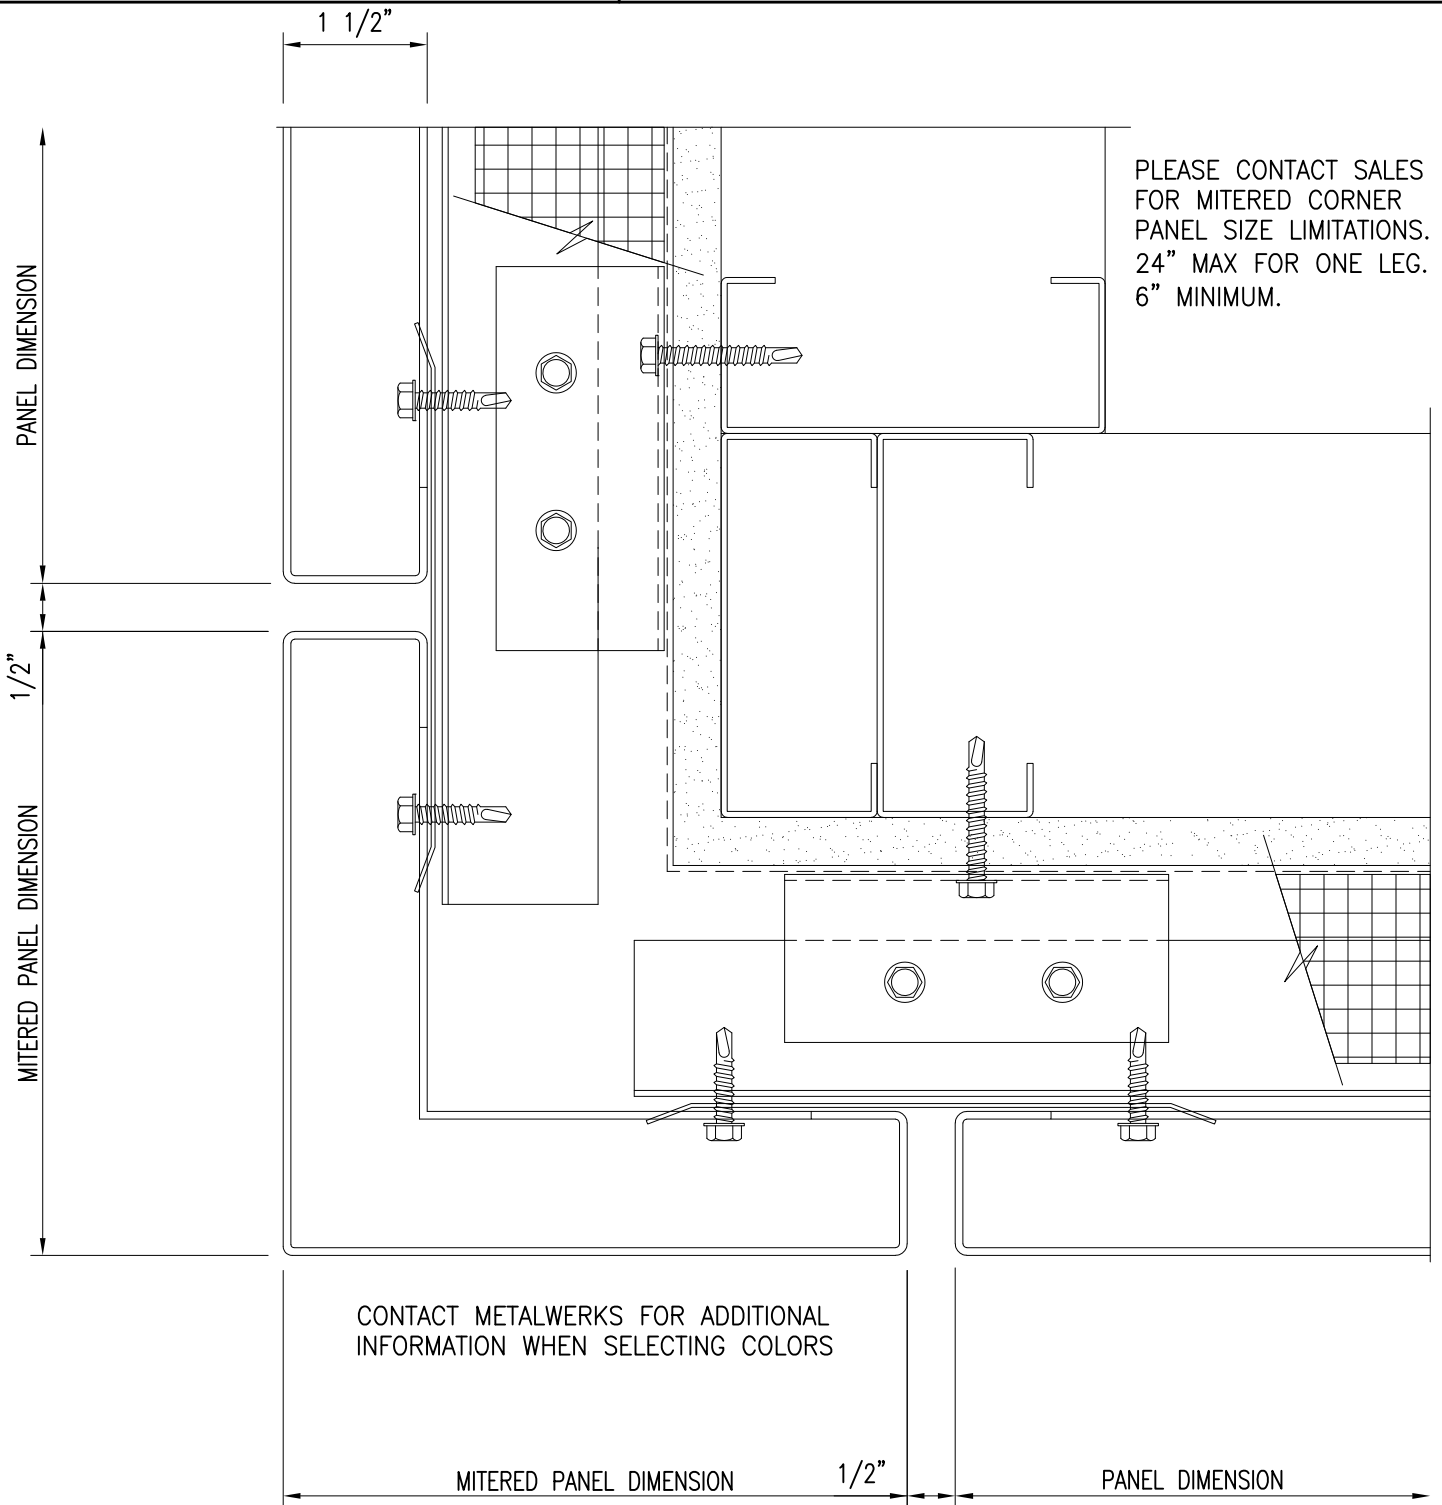 1 1/2"
PLEASE CONTACT SALES
FOR MITERED CORNER
PANEL SIZE LIMITATIONS.
24" MAX FOR ONE LEG.
6" MINIMUM.
PANEL DIMENSION
1/2"
MITERED PANEL DIMENSION
CONTACT METALWERKS FOR ADDITIONAL
INFORMATION WHEN SELECTING COLORS
MITERED PANEL DIMENSION
1/2"
PANEL DIMENSION